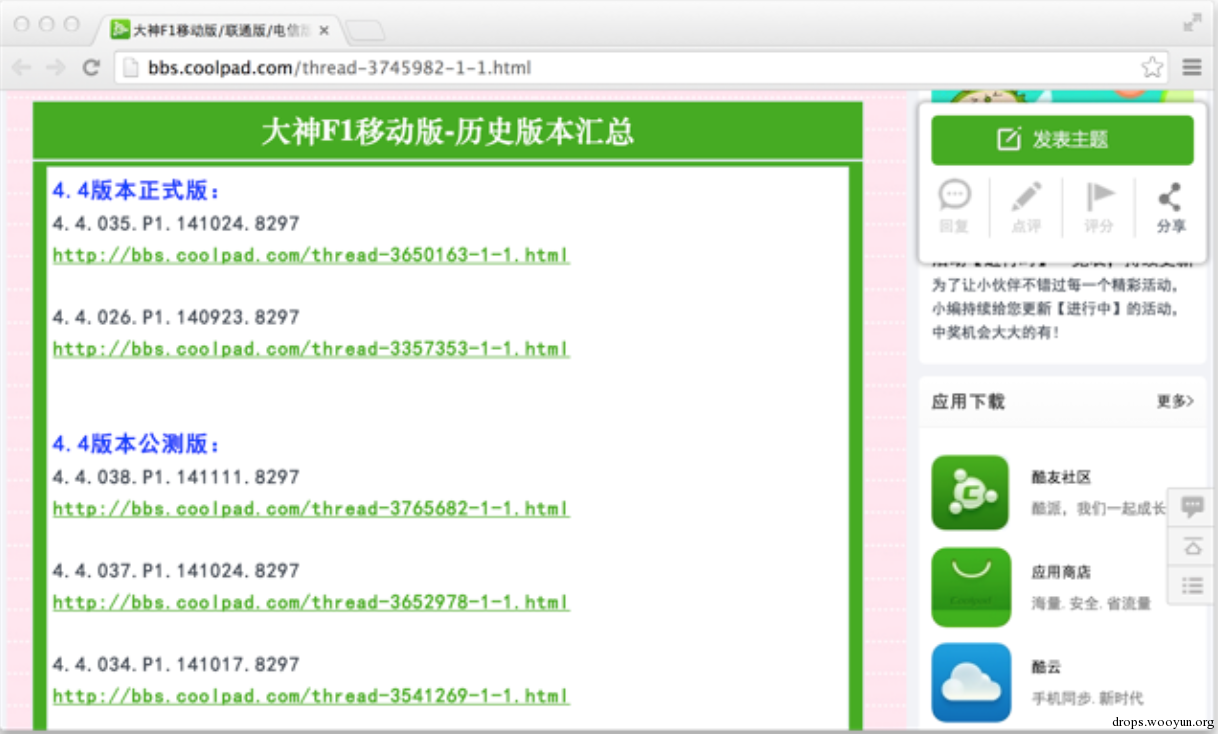 大神F1移动版/联通版/电信
bbs.coolpad.com/thread-3745982-1-1.html
大神F1移动版-历史版本汇总
4.4版本正式版：
4.4.035.P1.141024.8297
http://bbs.coolpad.com/thread-3650163-1-1.html
4.4.026.P1.140923.8297
http://bbs.coolpad.com/thread-3357353-1-1.html
4.4版本公测版：
4.4.038.P1.141111.8297
http://bbs.coolpad.com/thread-3765682-1-1.html
4.4.037.P1.141024.8297
http://bbs.coolpad.com/thread-3652978-1-1.html
4.4.034.P1.141017.8297
http://bbs.coolpad.com/thread-3541269-1-1.html
发表主题
回复 点评 评分 分享
为了让小伙伴不错过每一个精彩活动，
小编持续给您更新【进行中】的活动，
中奖机会大大的有！
应用下载 更多>
酷友社区
酷派，我们一起成长
应用商店
海量.安全.省流量
Coolpad
酷云
手机同步.新时代
drops.wooyun.org